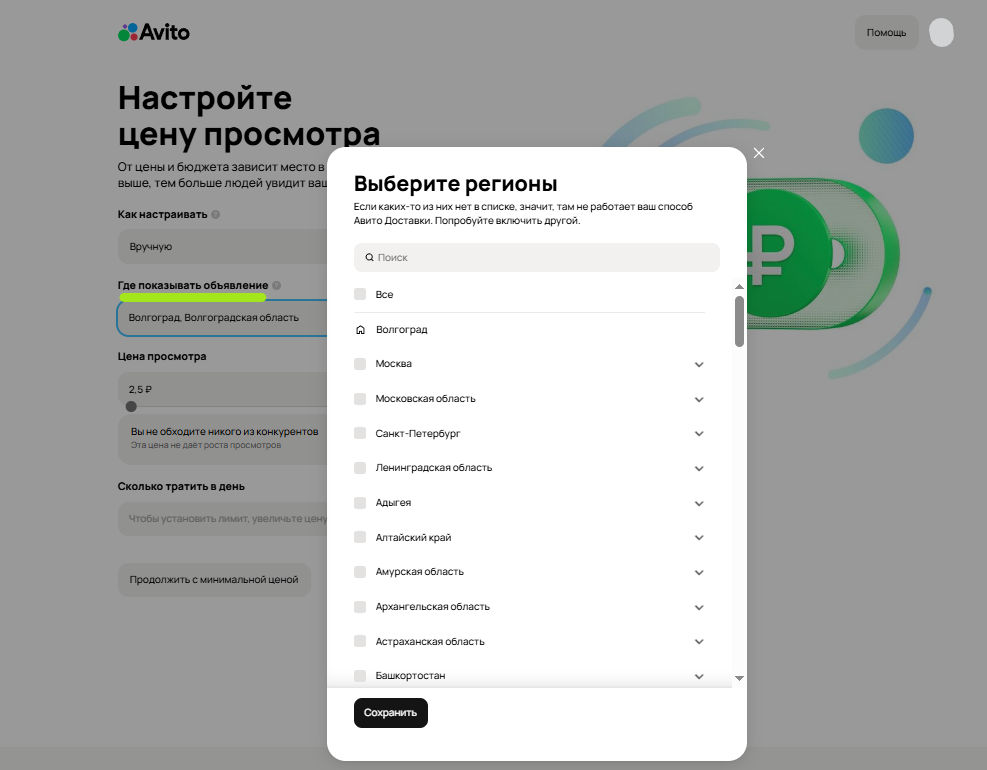 Avito
Помощь
Настройте
цену просмотра
От цены и бюджета зависит место в
выше, тем больше людей увидит ваш
Как настраивать ?
Вручную
Где показывать объявление ?
Волгоград, Волгоградская область
Цена просмотра
2,5 ₽
Вы не обходите никого из конкурентов
Эта цена не даёт роста просмотров
Сколько тратить в день
Чтобы установить лимит, увеличьте цену
Продолжить с минимальной ценой
₽
Выберите регионы
Если каких-то из них нет в списке, значит, там не работает ваш способ
Авито Доставки. Попробуйте включить другой.
Поиск
Все
Волгоград
Москва
Московская область
Санкт-Петербург
Ленинградская область
Адыгея
Алтайский край
Амурская область
Архангельская область
Астраханская область
Башкортостан
Сохранить